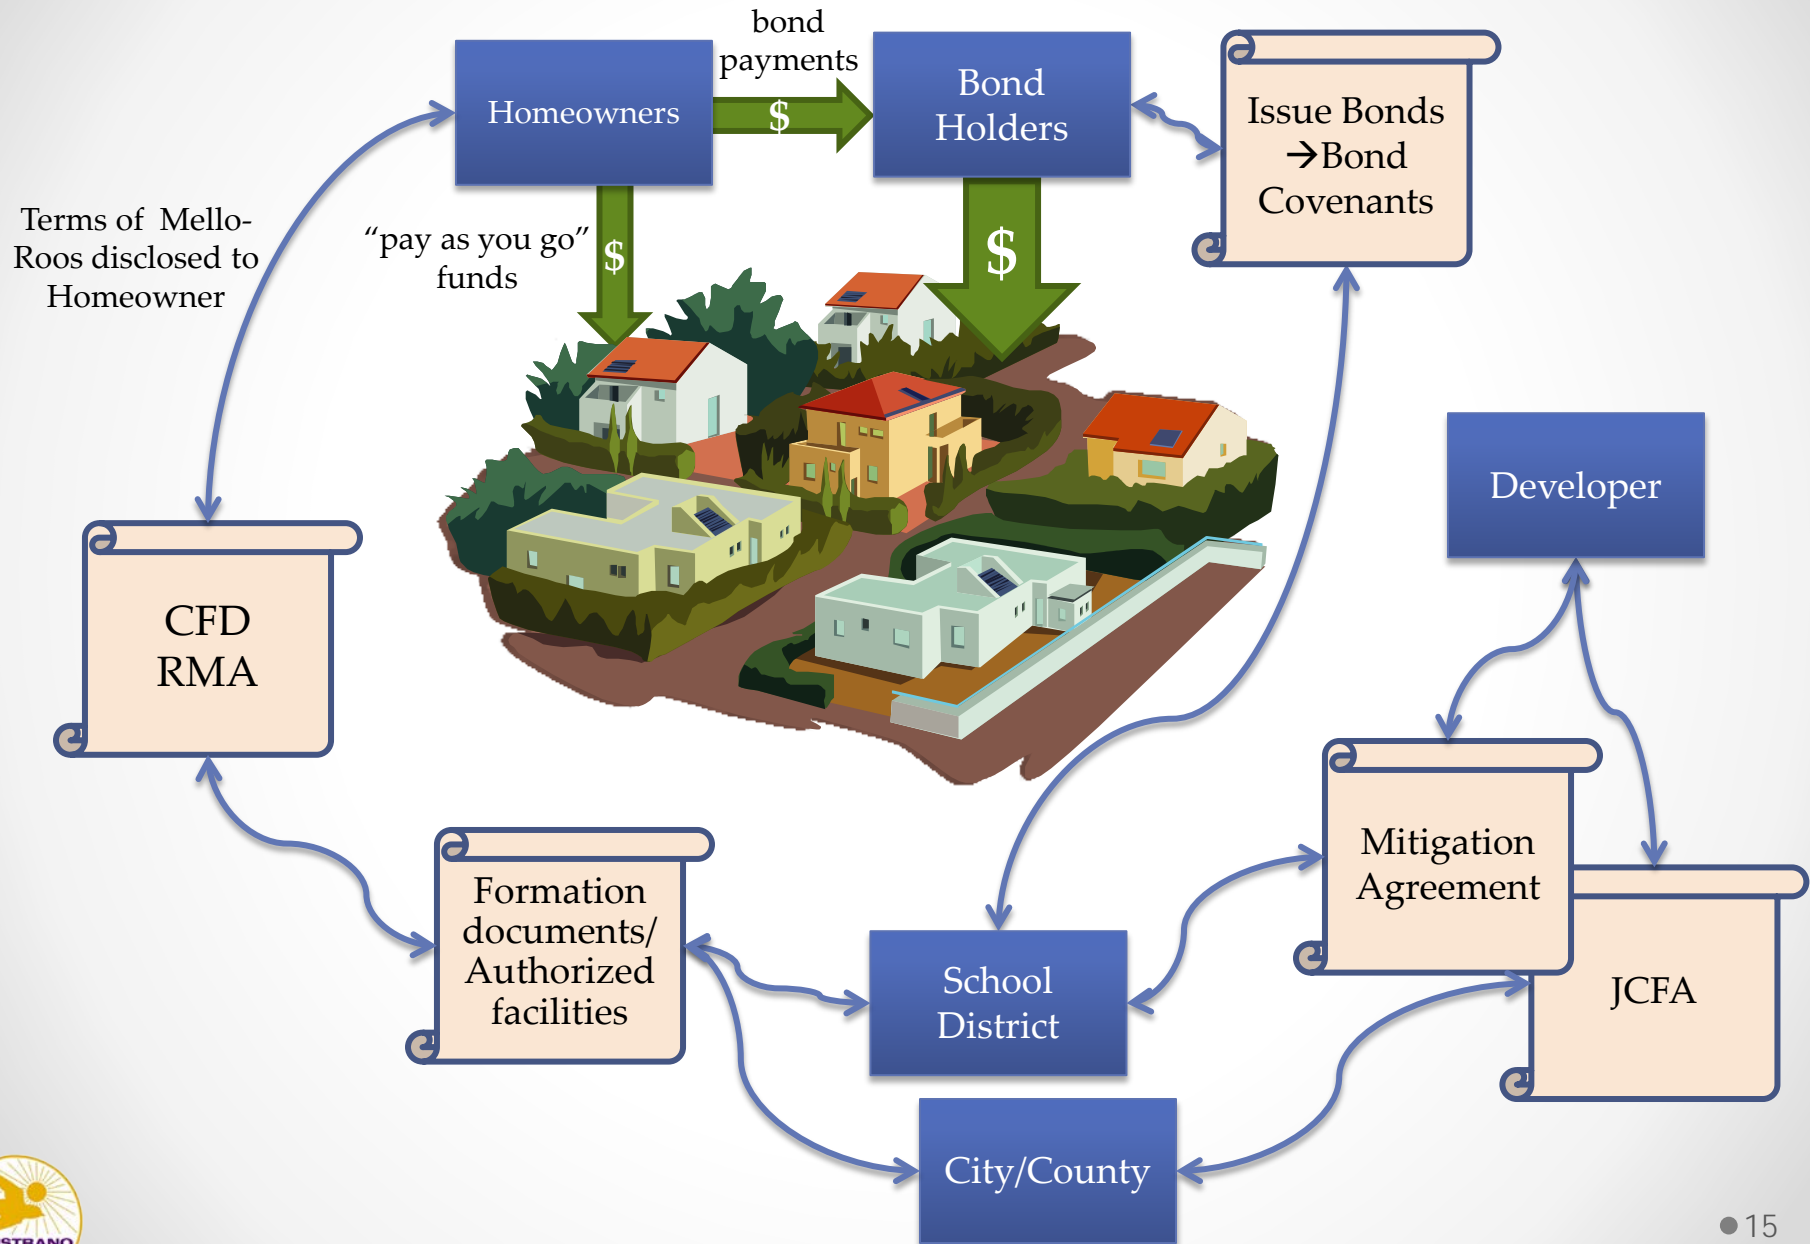 bond
payments
Homeowners
$
Bond
Holders
Issue Bonds
→Bond
Covenants
Terms of Mello-
Roos disclosed to
Homeowner
“pay as you go”
funds
$
$
Developer
CFD
RMA
Mitigation
Agreement
Formation
documents/
Authorized
facilities
School
District
JCFA
City/County
15